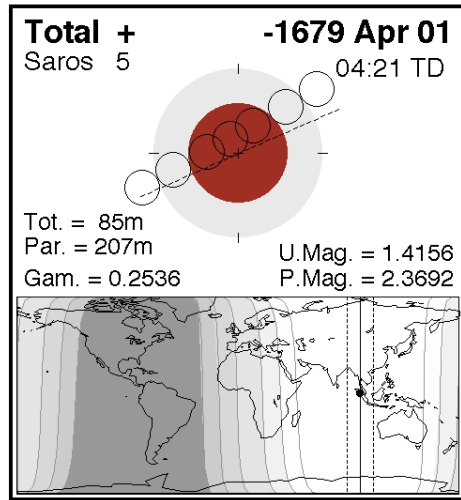 Total + -1679 Apr 01
Saros 5 04:21 TD
Tot. = 85m
Par. = 207m
Gam. = 0.2536
U.Mag. = 1.4156
P.Mag. = 2.3692